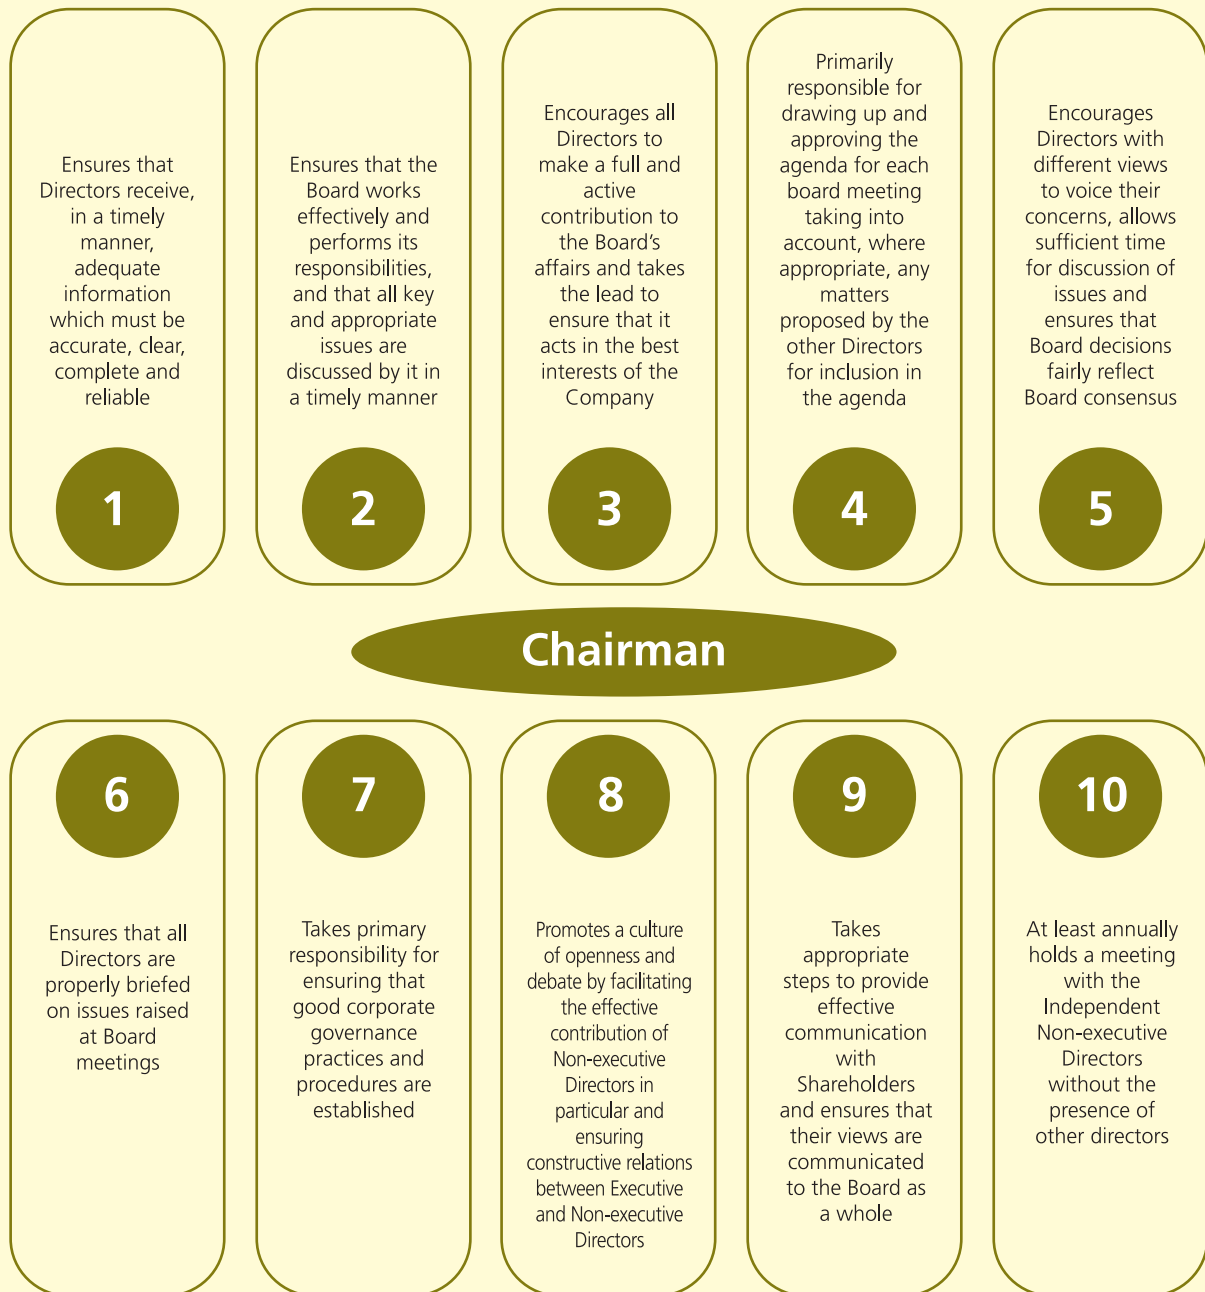 Ensures that
Directors receive,
in a timely
manner,
adequate
information
which must be
accurate, clear,
complete and
reliable
1
Ensures that the
Board works
effectively and
performs its
responsibilities,
and that all key
and appropriate
issues are
discussed by it in
a timely manner
2
Encourages all
Directors to
make a full and
active
contribution to
the Board’s
affairs and takes
the lead to
ensure that it
acts in the best
interests of the
Company
3
Primarily
responsible for
drawing up and
approving the
agenda for each
board meeting
taking into
account, where
appropriate, any
matters
proposed by the
other Directors
for inclusion in
the agenda
4
Encourages
Directors with
different views
to voice their
concerns, allows
sufficient time
for discussion of
issues and
ensures that
Board decisions
fairly reflect
Board consensus
5
Chairman
6
Ensures that all
Directors are
properly briefed
on issues raised
at Board
meetings
7
Takes primary
responsibility for
ensuring that
good corporate
governance
practices and
procedures are
established
8
Promotes a culture
of openness and
debate by facilitating
the effective
contribution of
Non-executive
Directors in
particular and
ensuring
constructive relations
between Executive
and Non-executive
Directors
9
Takes
appropriate
steps to provide
effective
communication
with
Shareholders
and ensures that
their views are
communicated
to the Board as
a whole
10
At least annually
holds a meeting
with the
Independent
Non-executive
Directors
without the
presence of
other directors